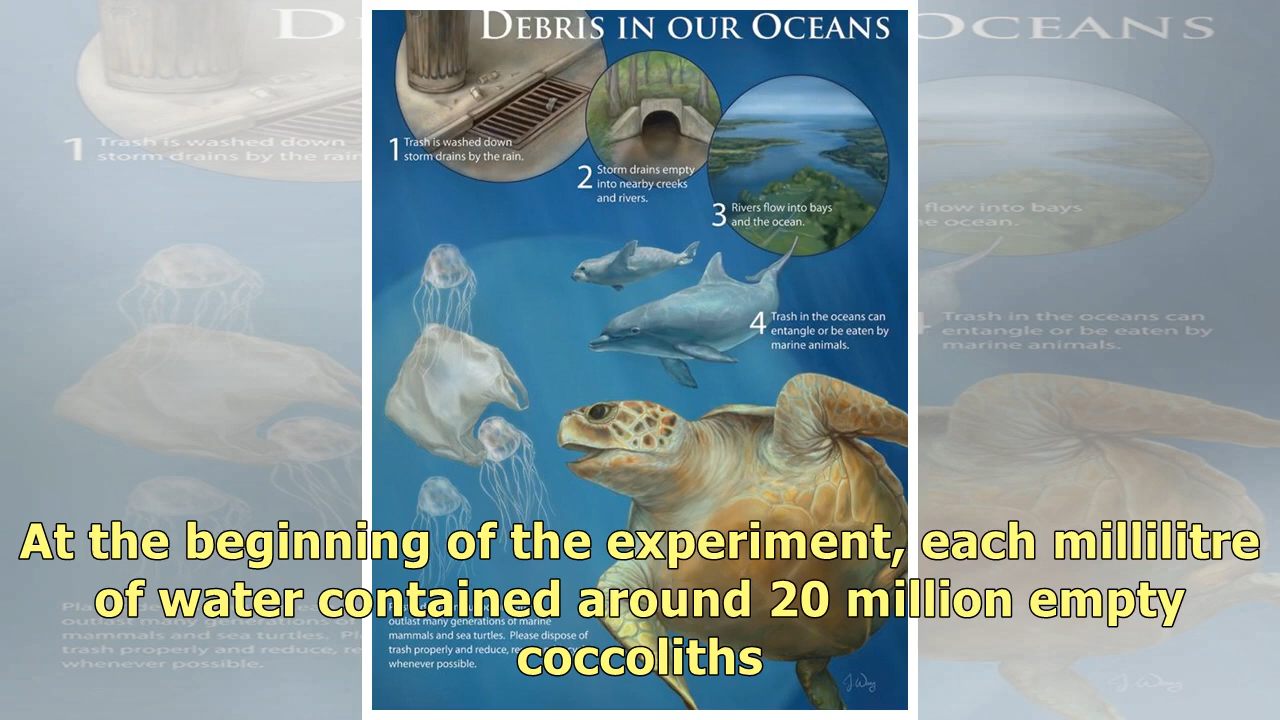 DEBRIS IN OUR OCEANS
1 Trash is washed down
storm drains by the rain.
2 Storm drains empty
into nearby creeks
and rivers.
3 Rivers flow into bays
and the ocean.
4 Trash in the oceans can
entangle or be eaten by
marine animals.
At the beginning of the experiment, each millilitre
of water contained around 20 million empty
coccoliths
outlast many generations of marine
mammals and sea turtles. Please dispose of
trash properly and reduce,
whenever possible.
J Wang